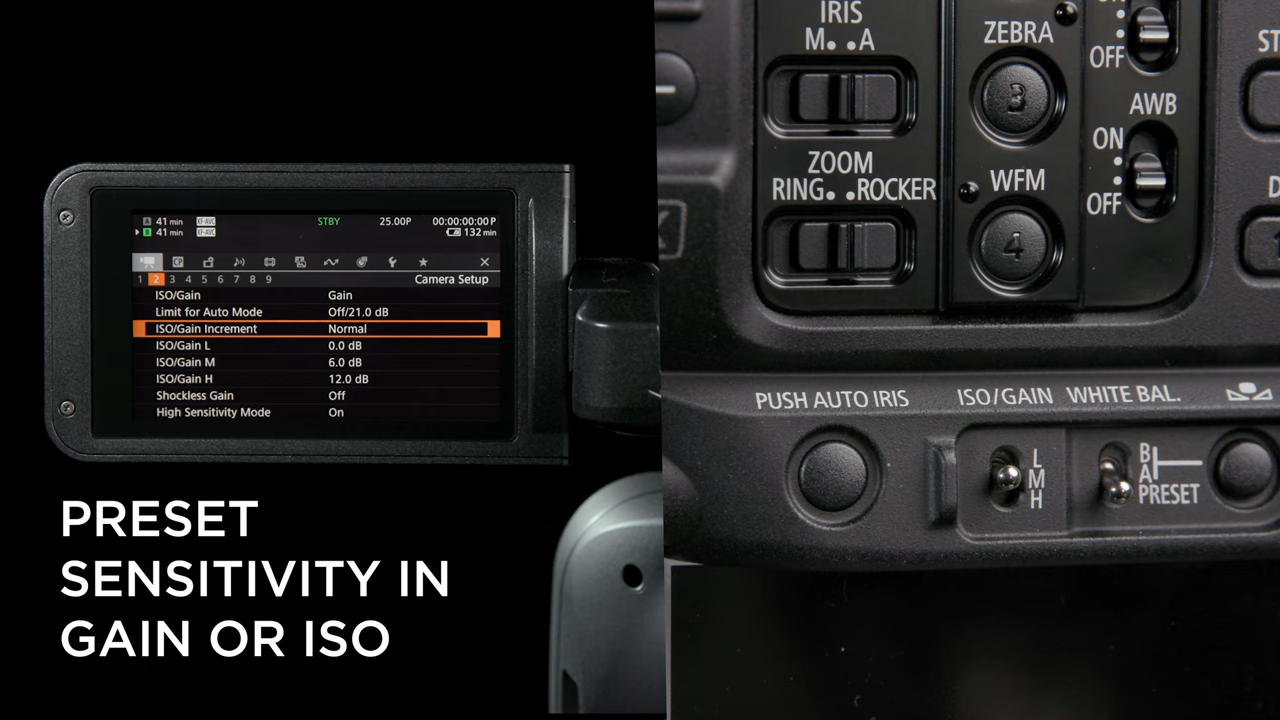 A 41 min XF-AVC STBY 25.00P 00:00:00:00 P
B 41 min XF-AVC 132 min
1 2 3 4 5 6 7 8 9 Camera Setup
ISO/Gain Gain
Limit for Auto Mode Off/21.0 dB
ISO/Gain Increment Normal
ISO/Gain L 0.0 dB
ISO/Gain M 6.0 dB
ISO/Gain H 12.0 dB
Shockless Gain Off
High Sensitivity Mode On
PRESET
SENSITIVITY IN
GAIN OR ISO
IRIS
M A
ZOOM
RING ROCKER
ZEBRA
3
WFM
4
OFF
AWB
ON
OFF
PUSH AUTO IRIS
ISO/GAIN
L
M
H
WHITE BAL.
B
A
PRESET